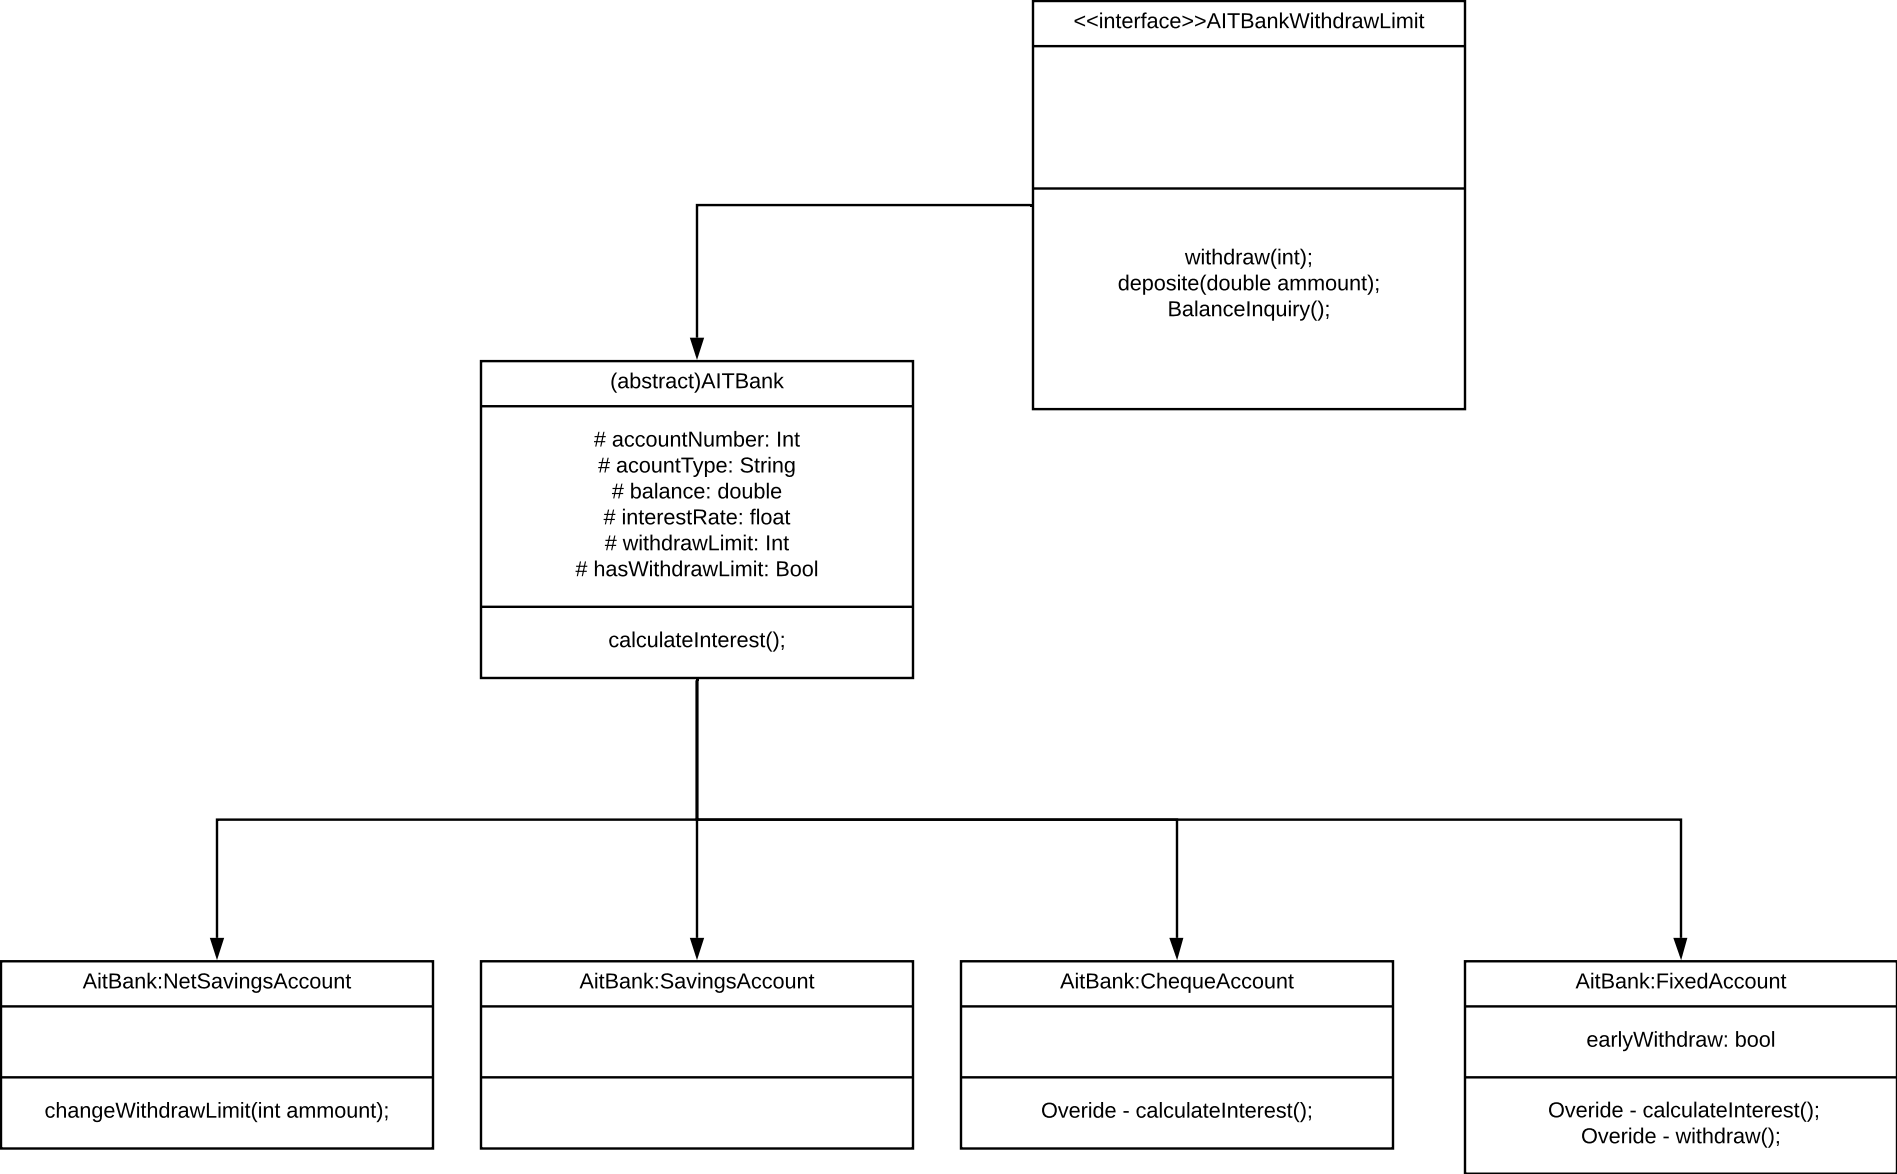 <<interface>>AITBankWithdrawLimit
withdraw(int);
deposite(double ammount);
BalanceInquiry();
(abstract)AITBank
# accountNumber: Int
# acountType: String
# balance: double
# interestRate: float
# withdrawLimit: Int
# hasWithdrawLimit: Bool
calculateInterest();
AitBank:NetSavingsAccount
changeWithdrawLimit(int ammount);
AitBank:SavingsAccount
AitBank:ChequeAccount
Overide - calculateInterest();
AitBank:FixedAccount
earlyWithdraw: bool
Overide - calculateInterest();
Overide - withdraw();